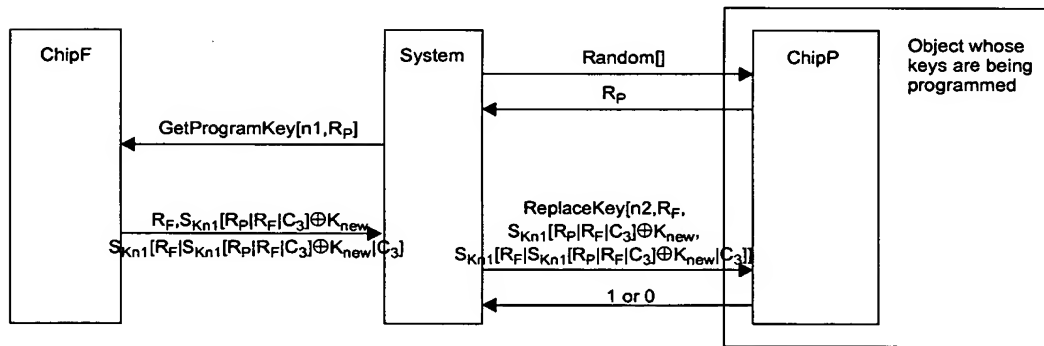 ChipF
System
ChipP
Object whose
keys are being
programmed
Random[]
R_P
GetProgramKey[n1,R_P]
R_F,S_Kn1[R_P|R_F|C_3]⊕K_new
S_Kn1[R_F|S_Kn1[R_P|R_F|C_3]⊕K_new|C_3]
ReplaceKey[n2,R_F,
S_Kn1[R_P|R_F|C_3]⊕K_new,
S_Kn1[R_F|S_Kn1[R_P|R_F|C_3]⊕K_new|C_3]]
1 or 0